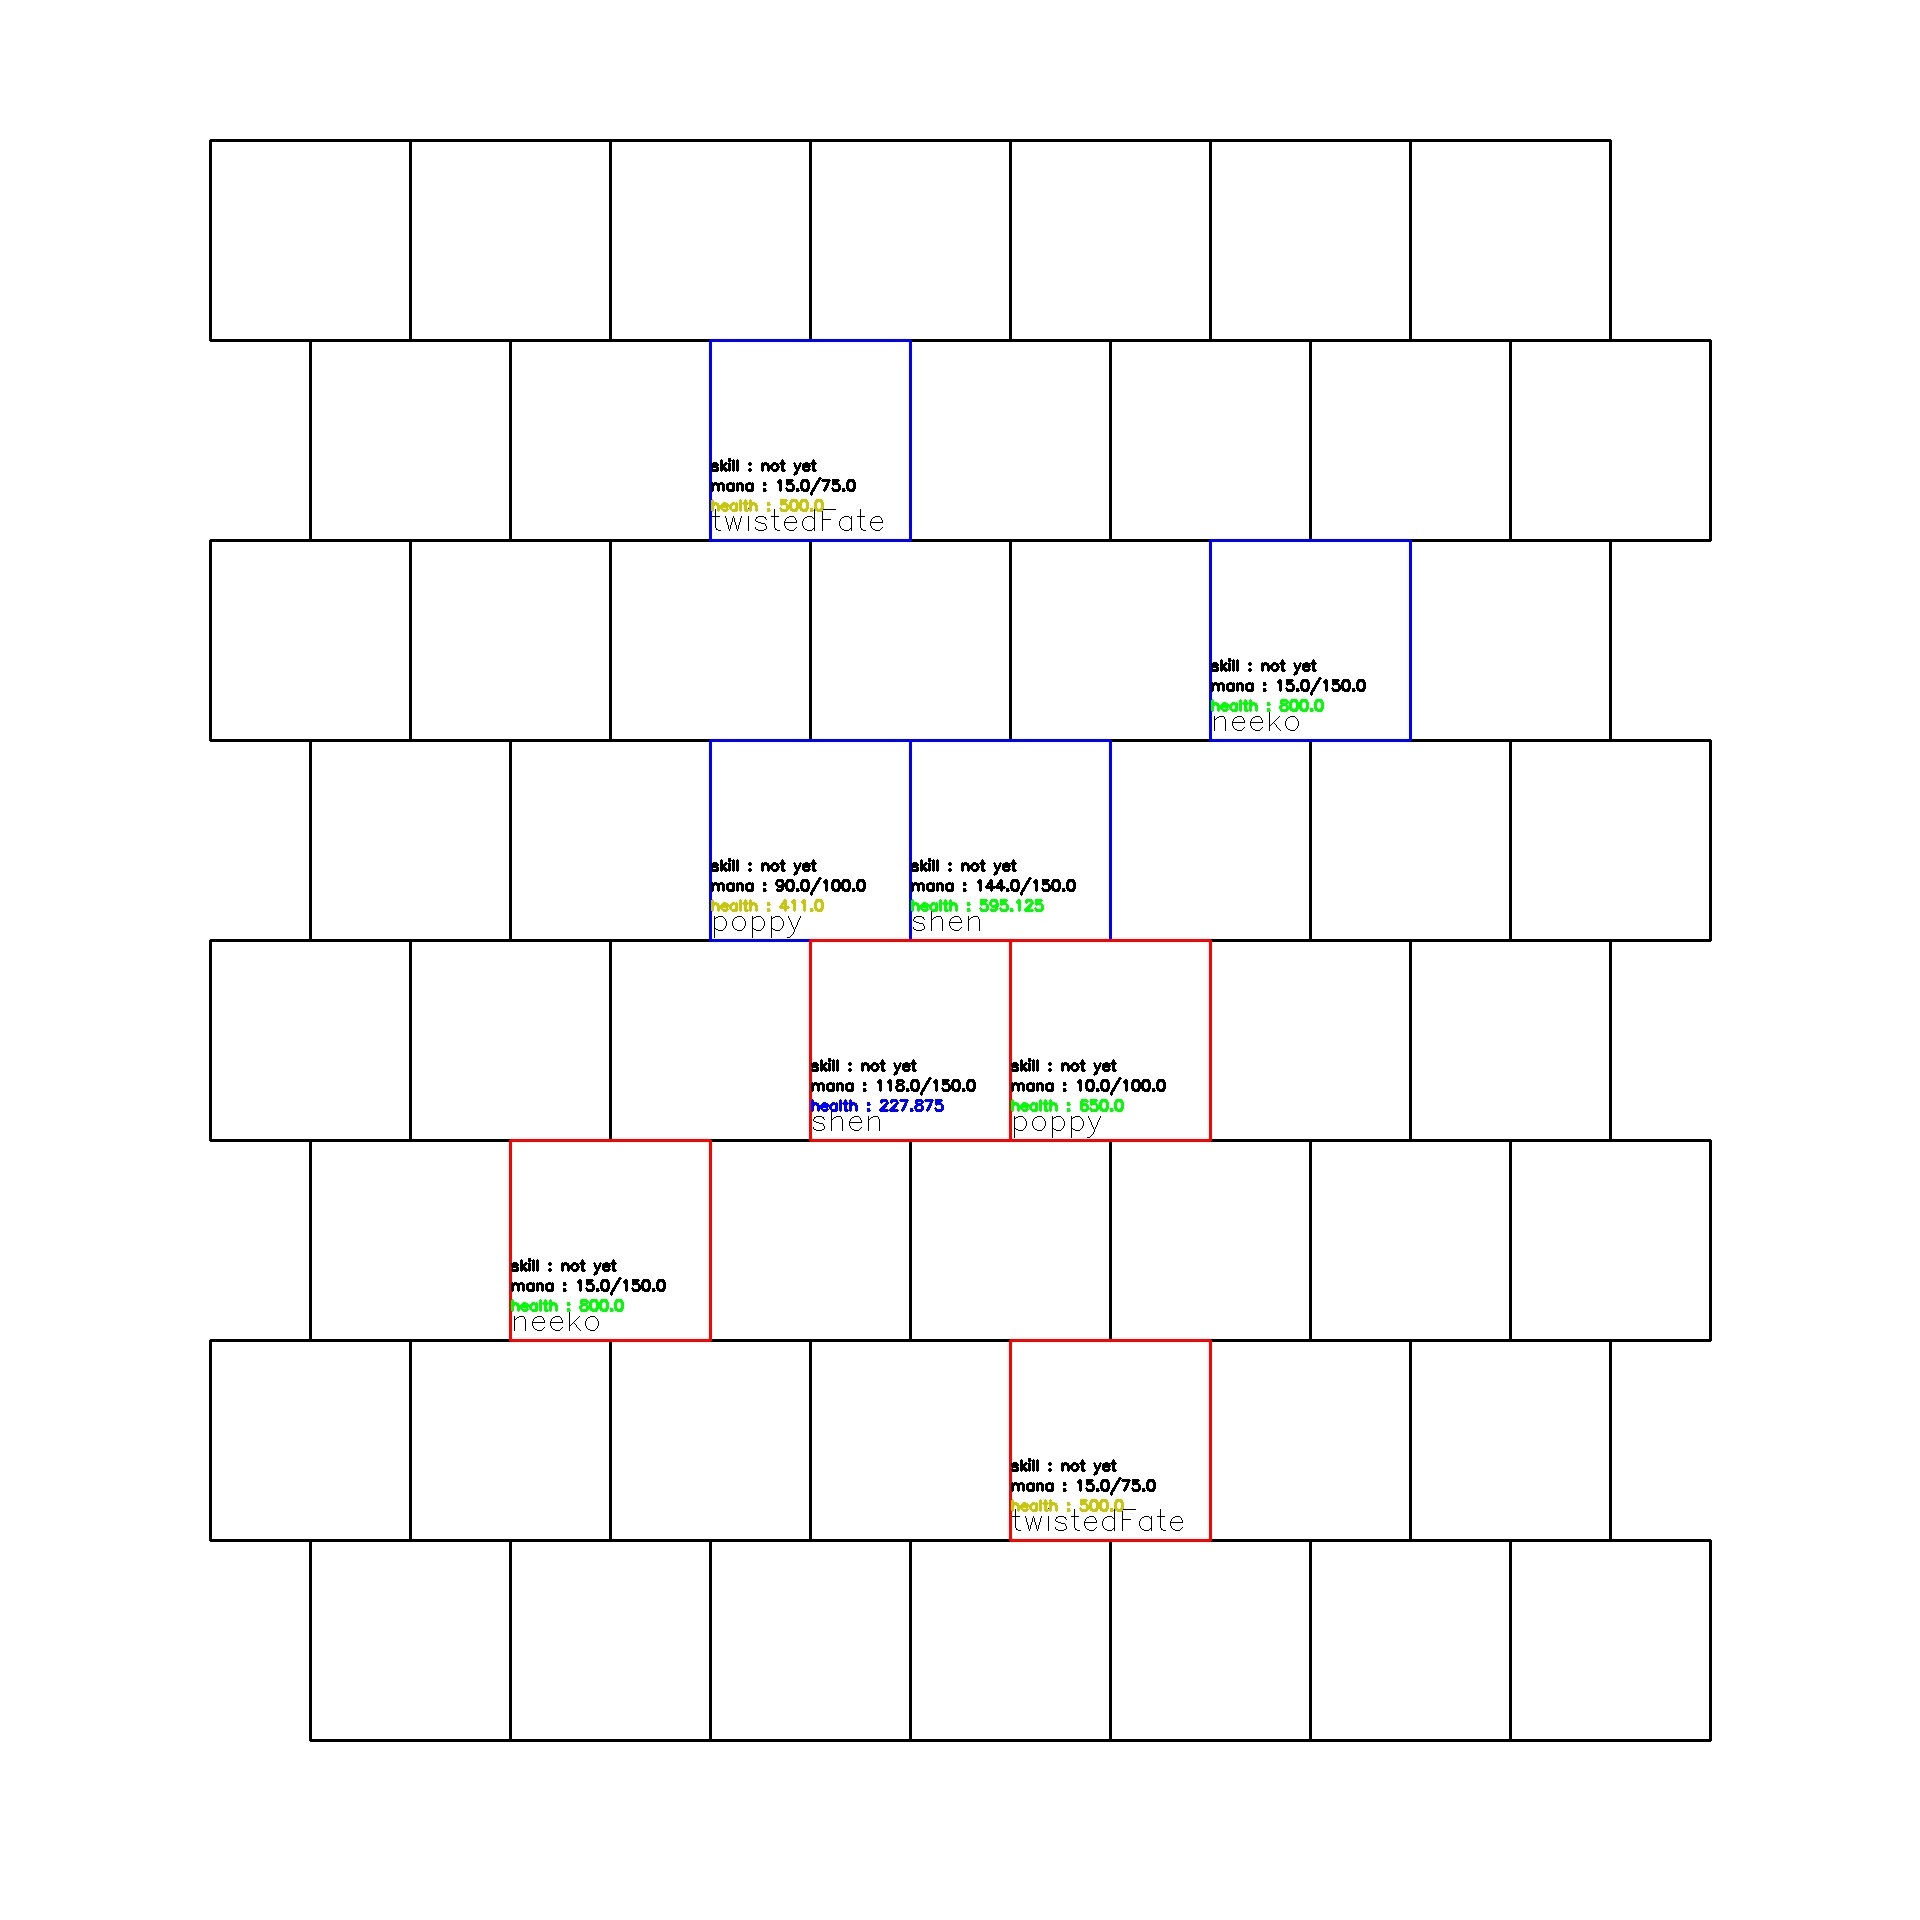 skill : not yet
mana : 15.0/75.0
health : 500.0
twistedFate
skill : not yet
mana : 15.0/150.0
health : 800.0
neeko
skill : not yet
mana : 90.0/100.0
health : 411.0
poppy
skill : not yet
mana : 144.0/150.0
health : 595.125
shen
skill : not yet
mana : 118.0/150.0
health : 227.875
shen
skill : not yet
mana : 10.0/100.0
health : 650.0
poppy
skill : not yet
mana : 15.0/150.0
health : 800.0
neeko
skill : not yet
mana : 15.0/75.0
health : 500.0
twistedFate